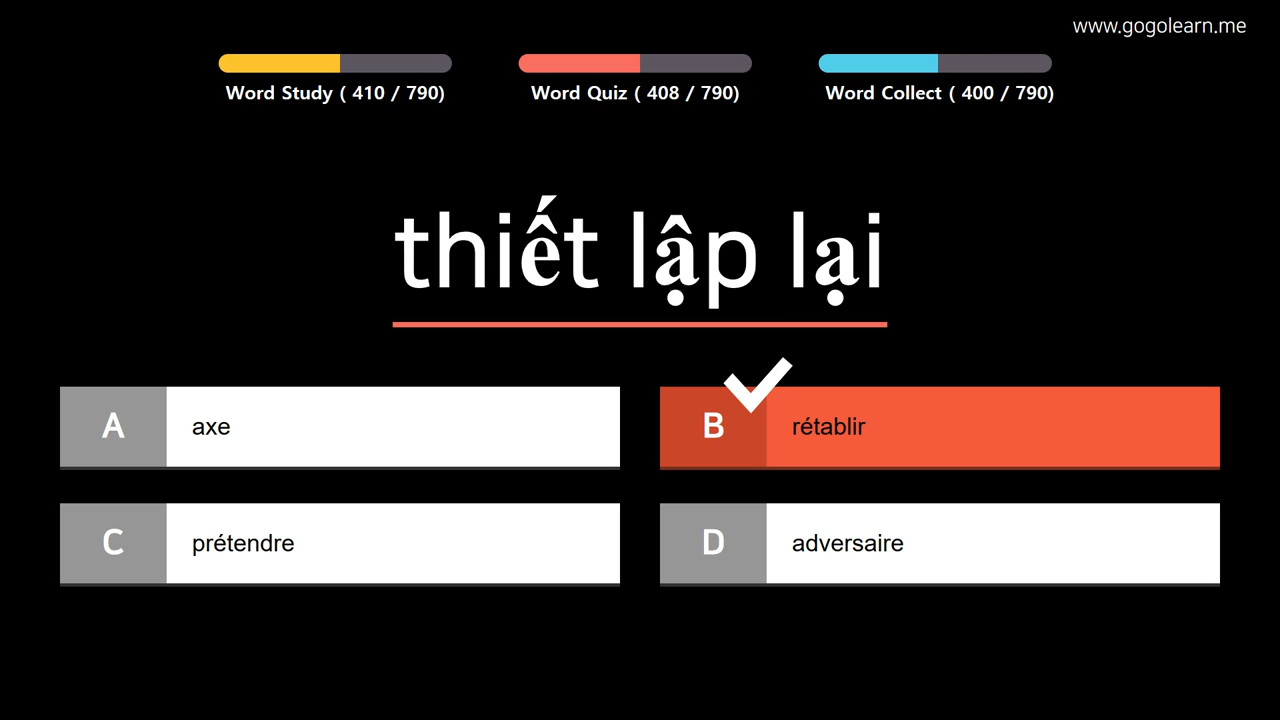 www.gogolearn.me
Word Study ( 410 / 790)
Word Quiz ( 408 / 790)
Word Collect ( 400 / 790)
thiết lập lại
A
axe
B
rétablir
C
prétendre
D
adversaire